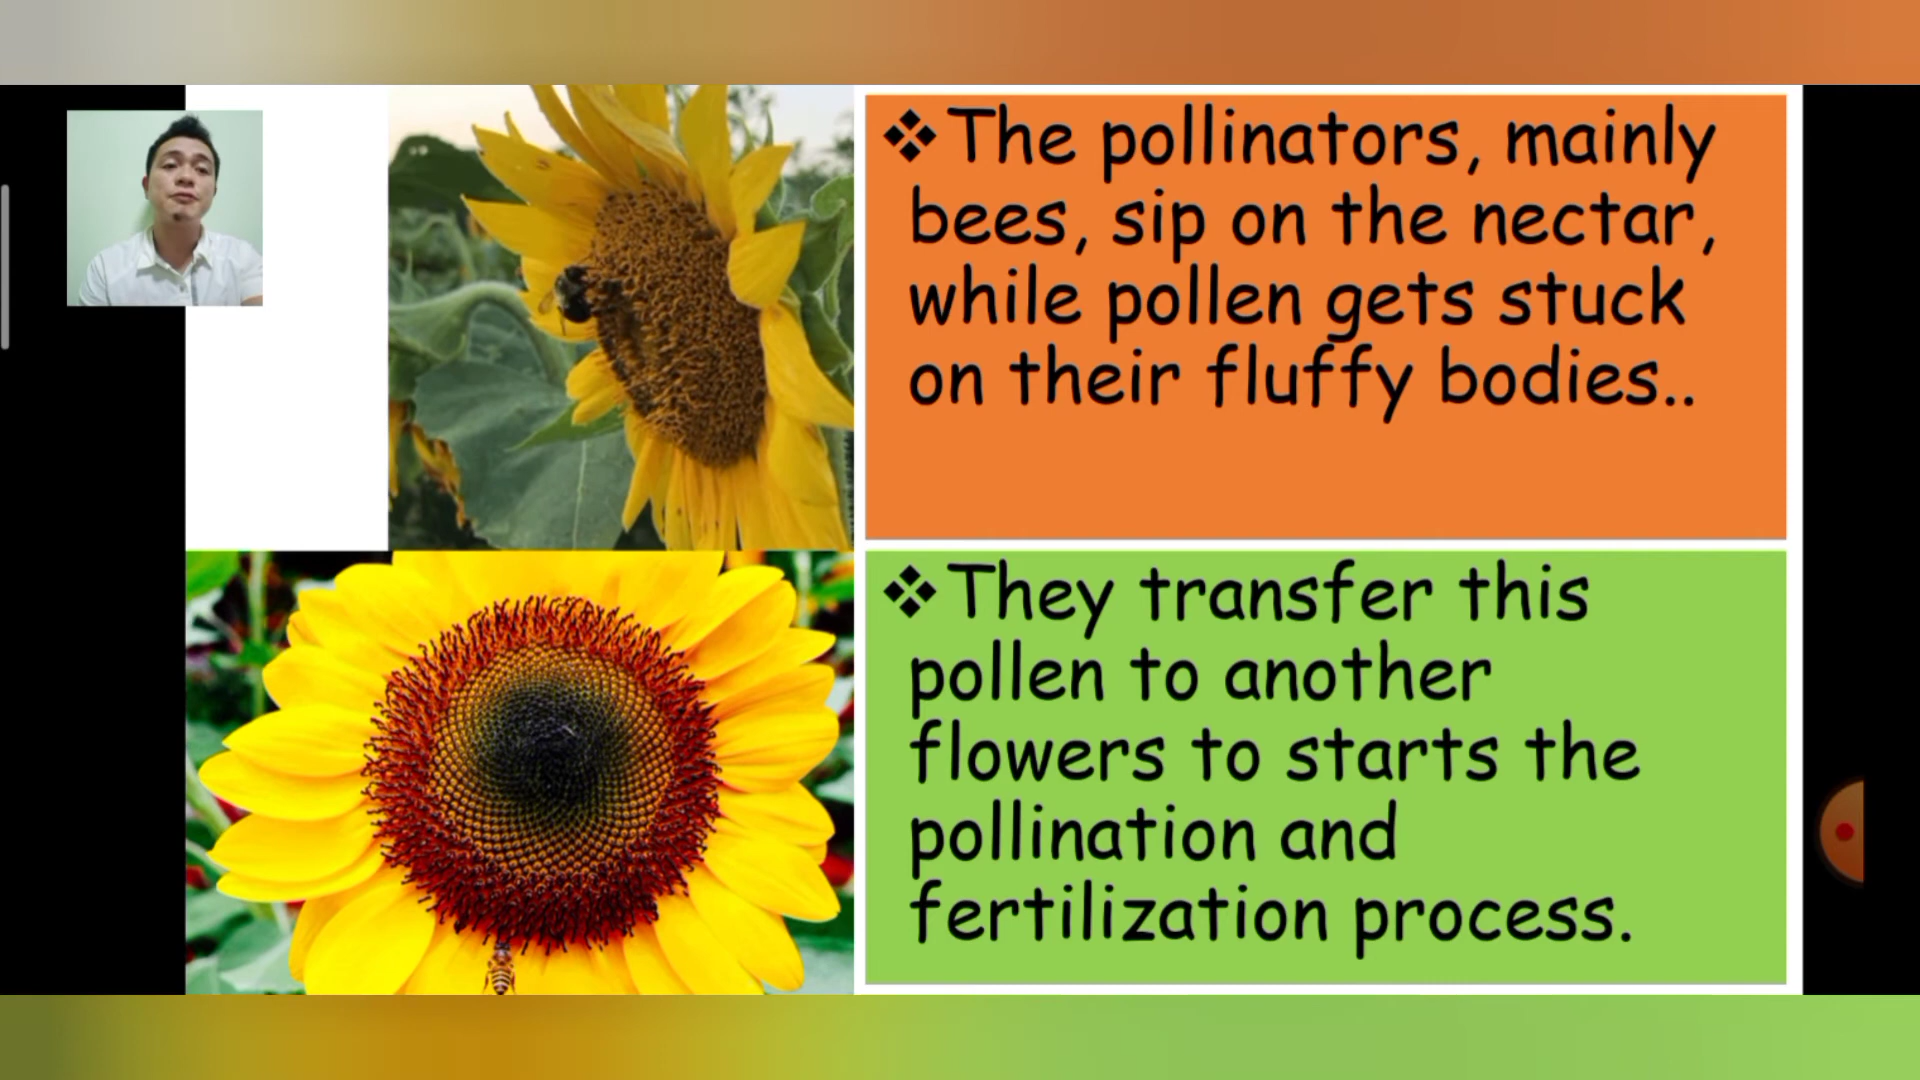 ❖The pollinators, mainly
bees, sip on the nectar,
while pollen gets stuck
on their fluffy bodies..
❖They transfer this
pollen to another
flowers to starts the
pollination and
fertilization process.